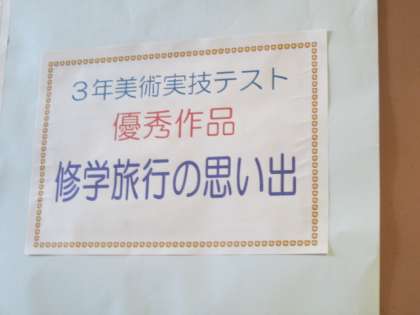 ３年美術実技テスト
優秀作品
修学旅行の思い出